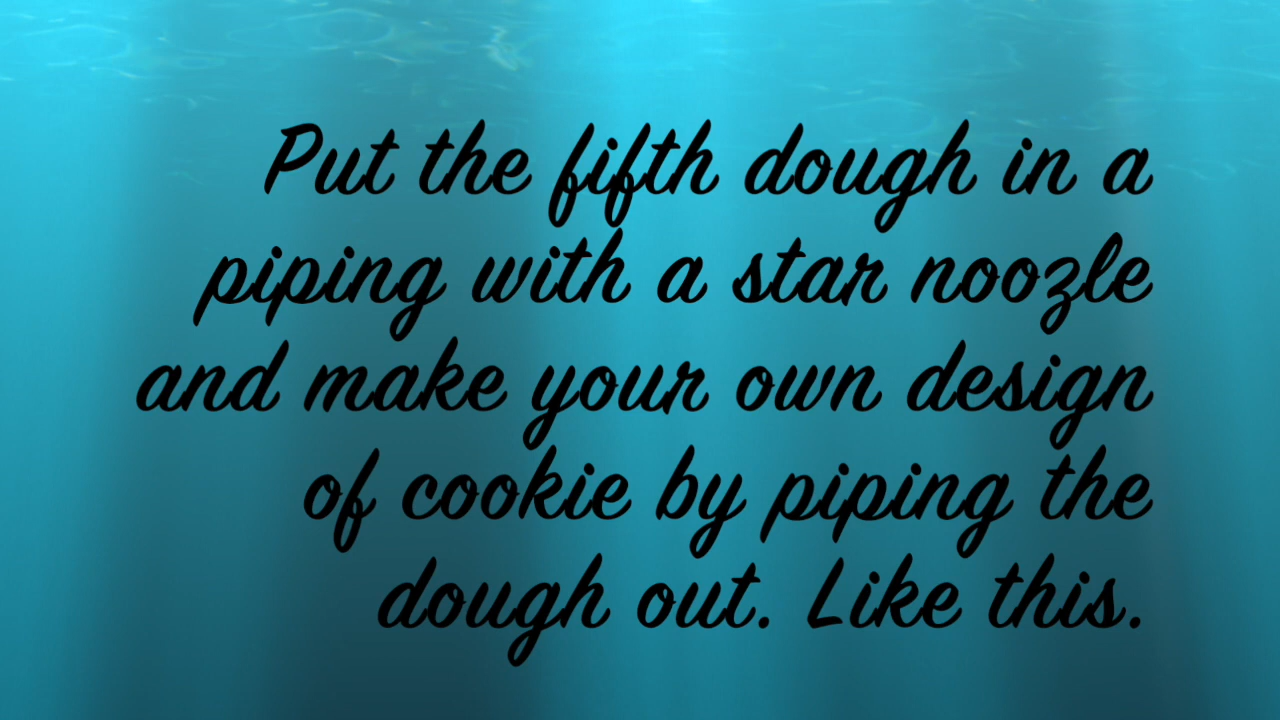 Put the fifth dough in a
piping with a star noozle
and make your own design
of cookie by piping the
dough out. Like this.